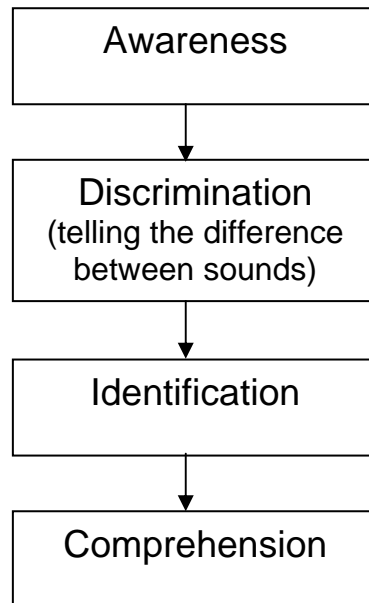 Awareness
Discrimination
(telling the difference
between sounds)
Identification
Comprehension